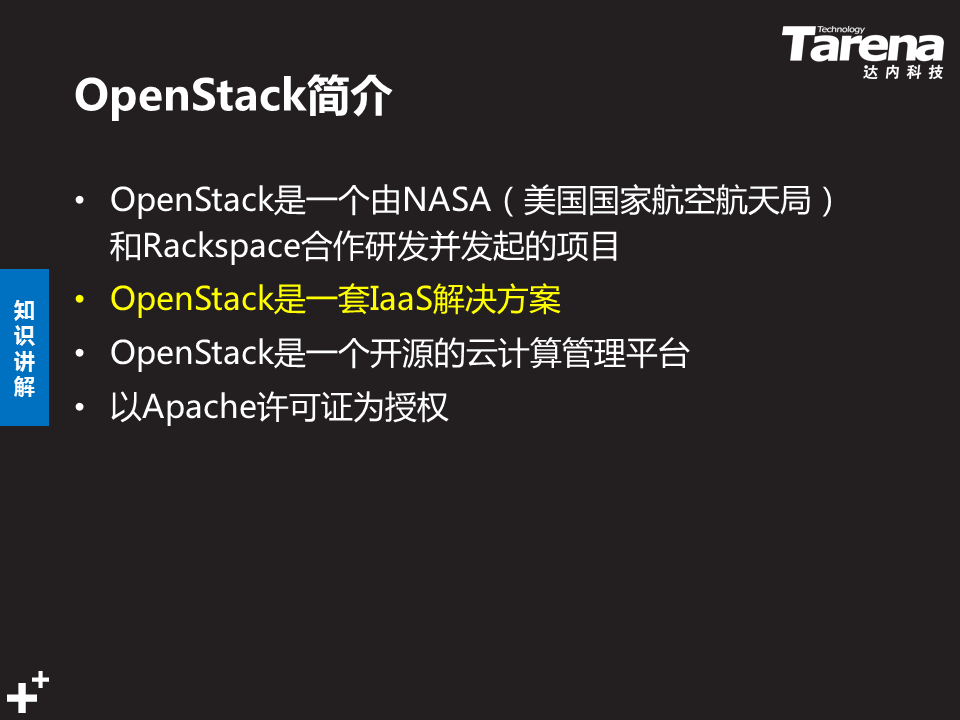 Technology
Tarena
达内科技
OpenStack简介
• OpenStack是一个由NASA（美国国家航空航天局）
和Rackspace合作研发并发起的项目
• OpenStack是一套IaaS解决方案
• OpenStack是一个开源的云计算管理平台
• 以Apache许可证为授权
知
识
讲
解